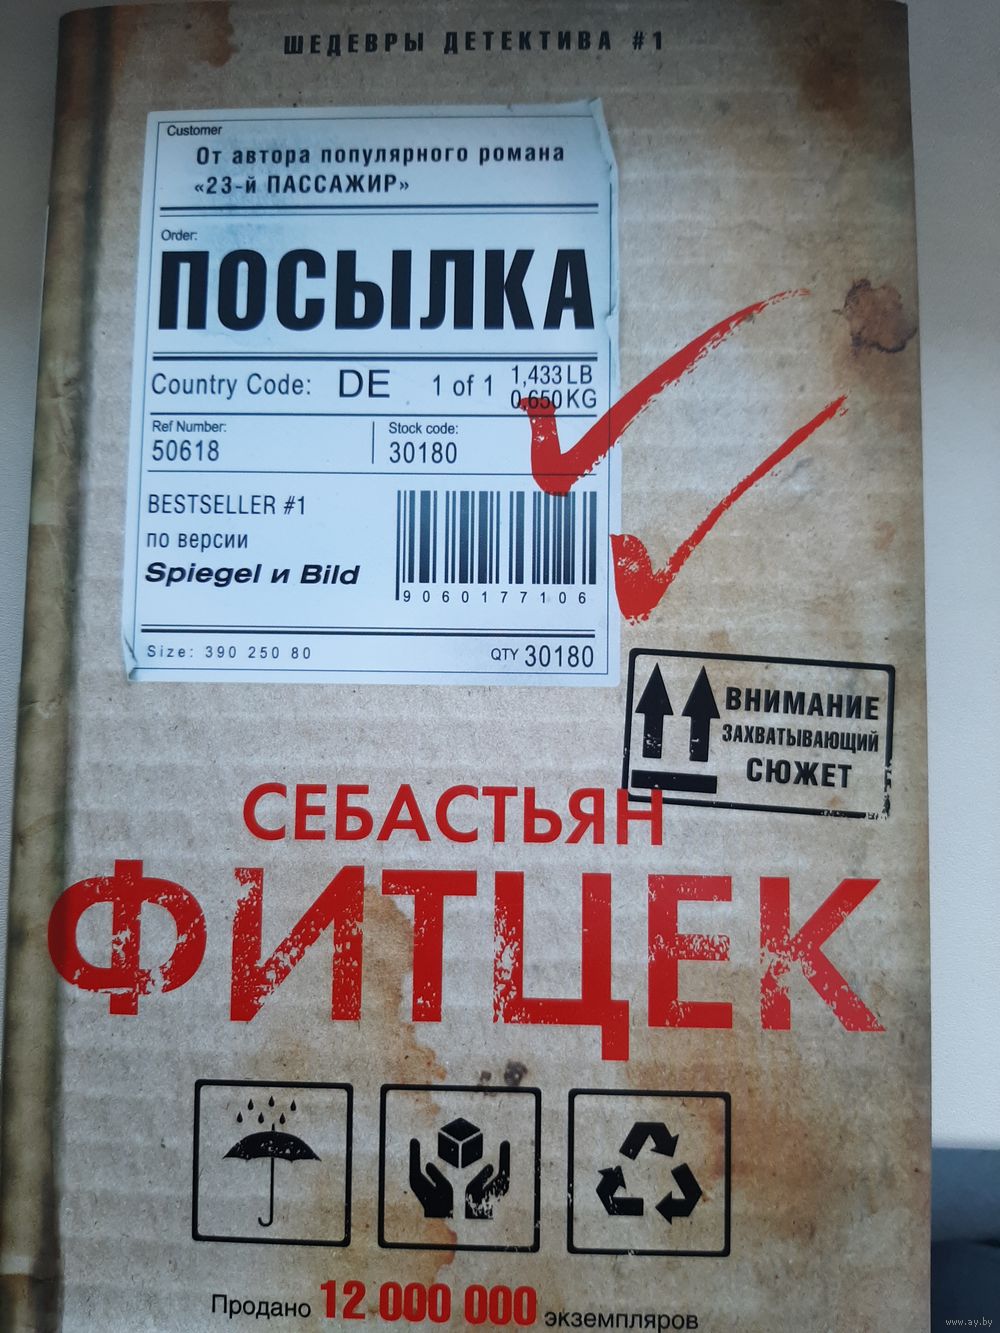 ШЕДЕВРЫ ДЕТЕКТИВА #1
Customer
От автора популярного романа
«23-й ПАССАЖИР»
Order:
ПОСЫЛКА
Country Code: DE 1 of 1 1,433 LB
0,650 KG
Ref Number: Stock code:
50618 30180
BESTSELLER #1
по версии
Spiegel и Bild
9060177106
Size: 390 250 80 QTY 30180
ВНИМАНИЕ
ЗАХВАТЫВАЮЩИЙ
СЮЖЕТ
СЕБАСТЬЯН
ФИТЦЕК
Продано 12 000 000 экземпляров
www.ay.by